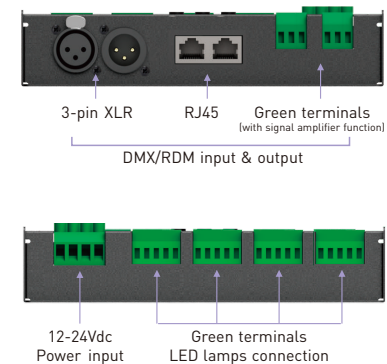 3-pin XLR
RJ45
Green terminals
(with signal amplifier function)
DMX/RDM input & output
12-24Vdc
Power input
Green terminals
LED lamps connection